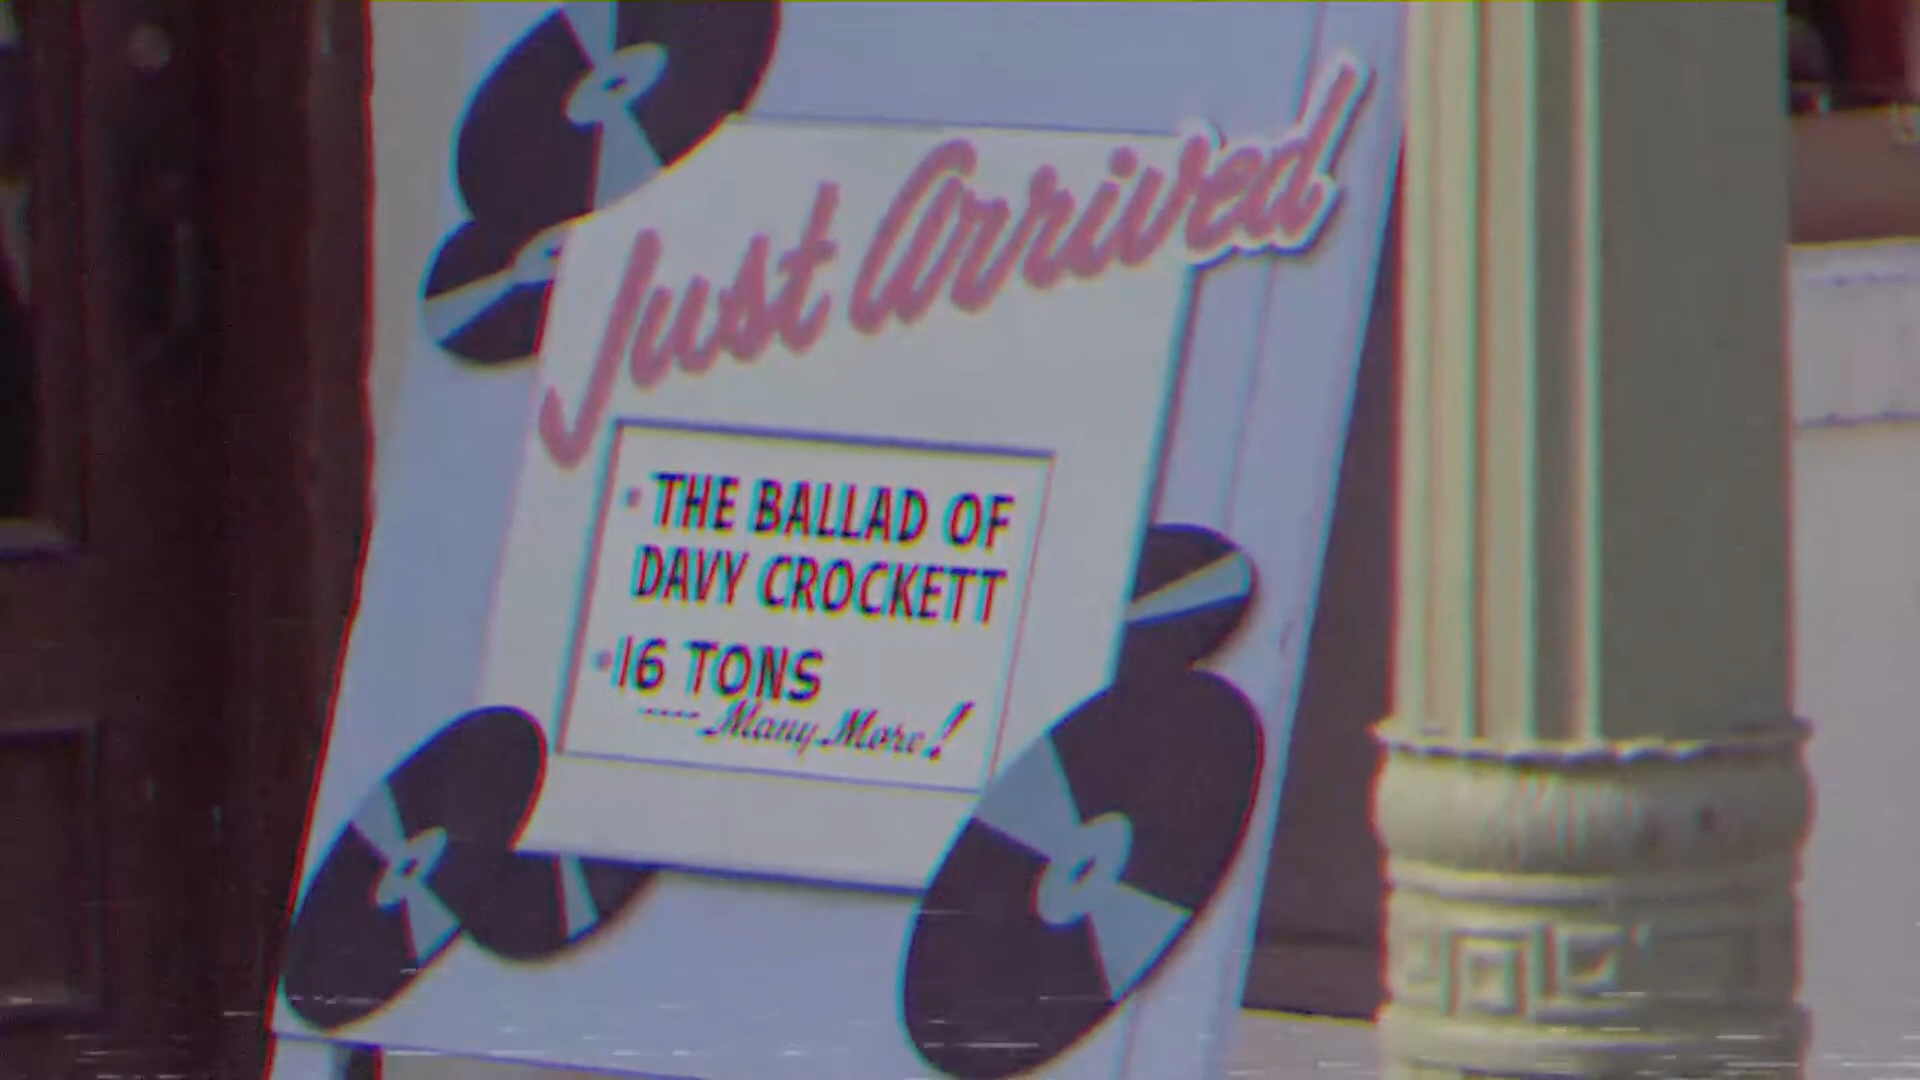 Just Arrived
• THE BALLAD OF
DAVY CROCKETT
• 16 TONS
---- Many More!